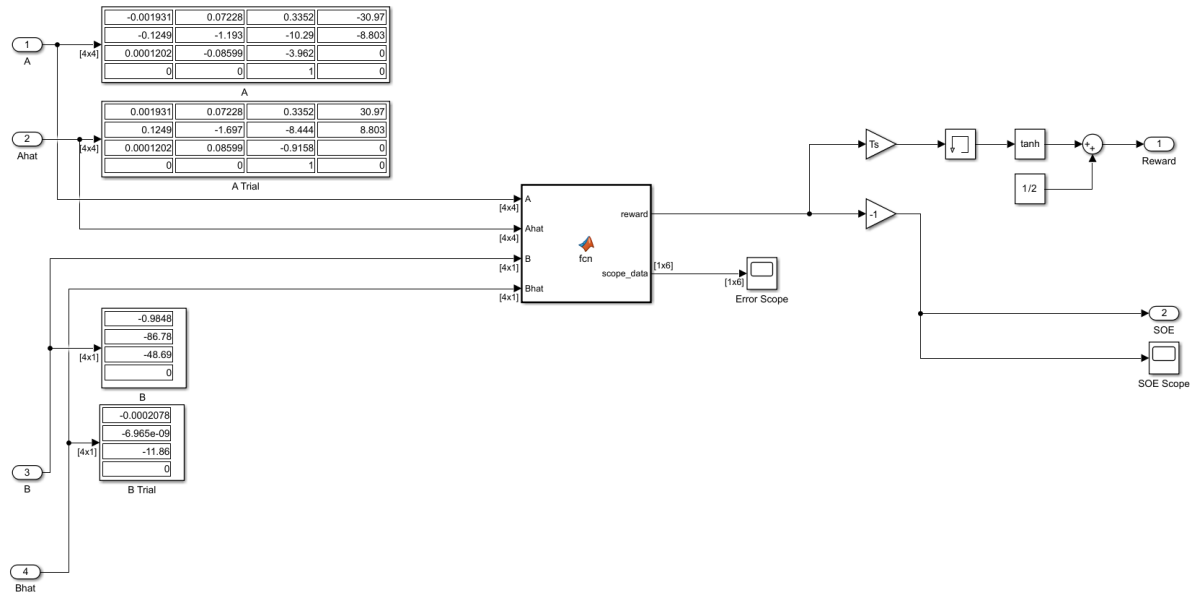 1
A
[4x4]
-0.001931 0.07228 0.3352 -30.97
-0.1249 -1.193 -10.29 -8.803
0.0001202 -0.08599 -3.962 0
0 0 1 0
A
2
Ahat
[4x4]
0.001931 0.07228 0.3352 30.97
0.1249 -1.697 -8.444 8.803
0.0001202 0.08599 -0.9158 0
0 0 1 0
A Trial
A
[4x4]
Ahat
[4x4]
B
[4x1]
Bhat
[4x1]
fcn
reward
scope_data
[1x6]
[1x6]
Error Scope
Ts
tanh
1/2
+
+
1
Reward
-1
2
SOE
SOE Scope
[4x1]
-0.9848
-86.78
-48.69
0
B
[4x1]
-0.0002078
-6.965e-09
-11.86
0
B Trial
3
B
4
Bhat